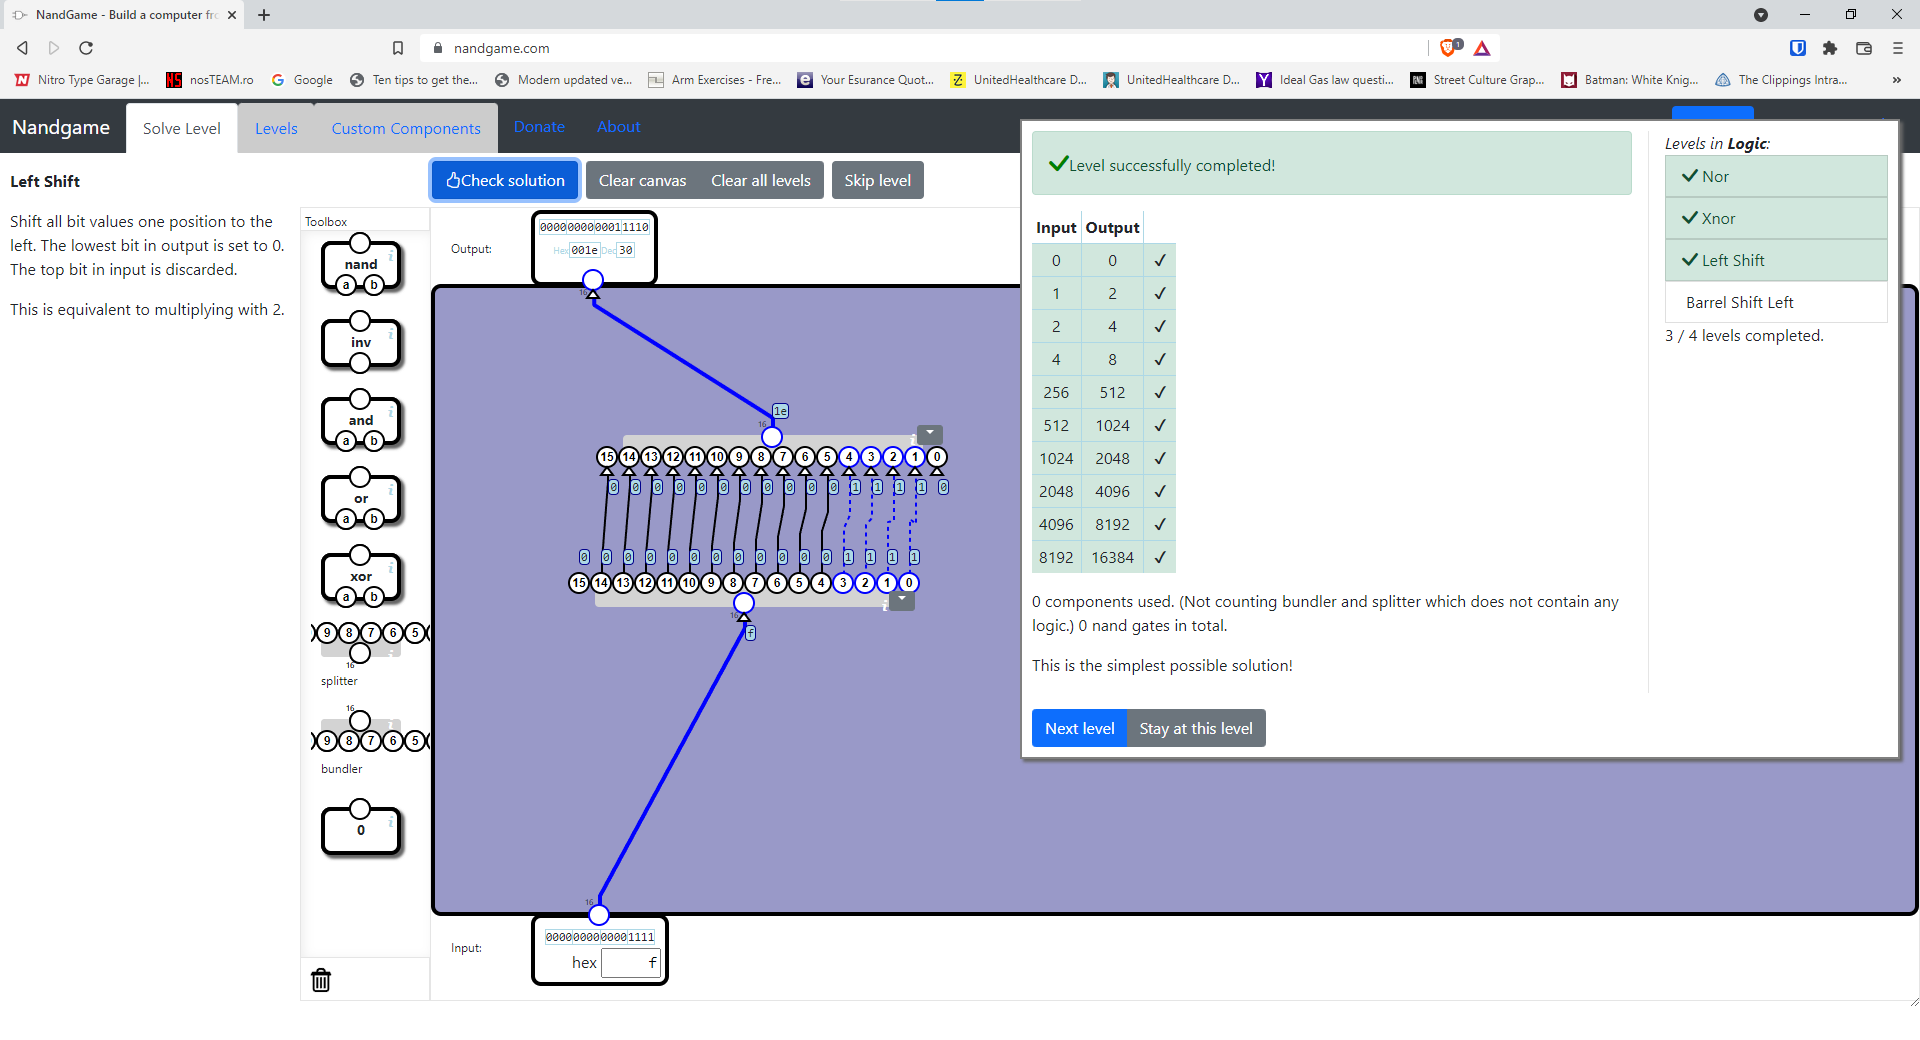 NandGame - Build a computer fr
nandgame.com
1
Nitro Type Garage |...
nosTEAM.ro
Google
Ten tips to get the...
Modern updated ve...
Arm Exercises - Fre...
Your Esurance Quot...
UnitedHealthcare D...
UnitedHealthcare D...
Ideal Gas law questi...
Street Culture Grap...
Batman: White Knig...
The Clippings Intra...
»
Nandgame
Solve Level
Levels
Custom Components
Donate
About
Left Shift
Shift all bit values one position to the
left. The lowest bit in output is set to 0.
The top bit in input is discarded.
This is equivalent to multiplying with 2.
Check solution
Clear canvas
Clear all levels
Skip level
Toolbox
nand
a b
inv
and
a b
or
a b
xor
a b
9 8 7 6 5
16
splitter
16
9 8 7 6 5
bundler
0
Output:
0000000000011110
Hex 001e Dec 30
16
1e
16
15 14 13 12 11 10 9 8 7 6 5 4 3 2 1 0
0 0 0 0 0 0 0 0 0 0 0 1 1 1 1 0
0 0 0 0 0 0 0 0 0 0 0 0 1 1 1 1
15 14 13 12 11 10 9 8 7 6 5 4 3 2 1 0
16
f
16
Input:
0000000000001111
hex f
Level successfully completed!
Input Output
0 0 ✓
1 2 ✓
2 4 ✓
4 8 ✓
256 512 ✓
512 1024 ✓
1024 2048 ✓
2048 4096 ✓
4096 8192 ✓
8192 16384 ✓
0 components used. (Not counting bundler and splitter which does not contain any
logic.) 0 nand gates in total.
This is the simplest possible solution!
Next level
Stay at this level
Levels in Logic:
Nor
Xnor
Left Shift
Barrel Shift Left
3 / 4 levels completed.